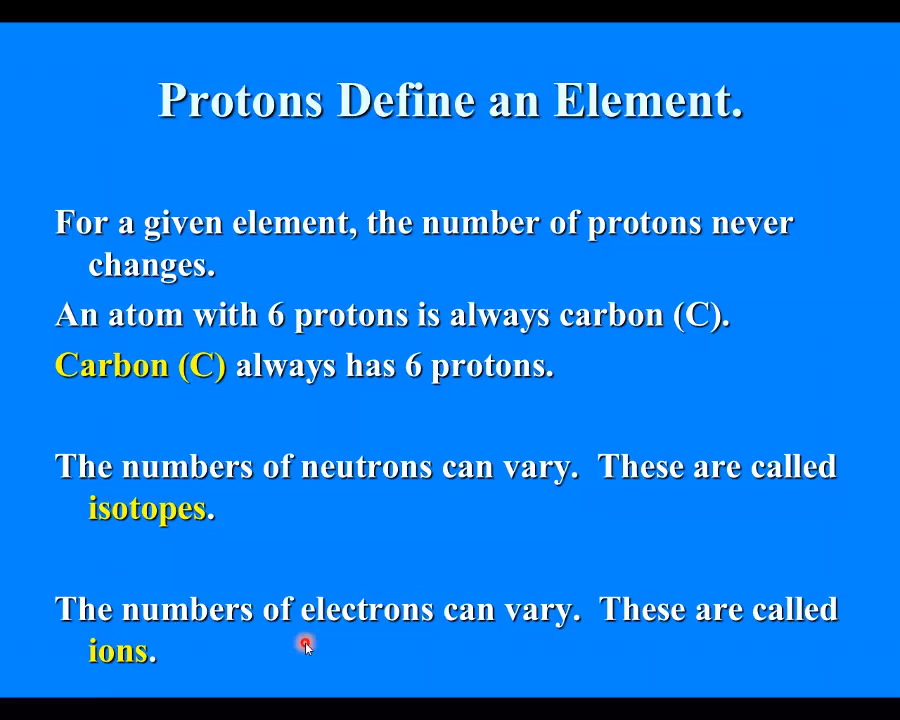 Protons Define an Element.
For a given element, the number of protons never
changes.
An atom with 6 protons is always carbon (C).
Carbon (C) always has 6 protons.
The numbers of neutrons can vary.  These are called
isotopes.
The numbers of electrons can vary.  These are called
ions.